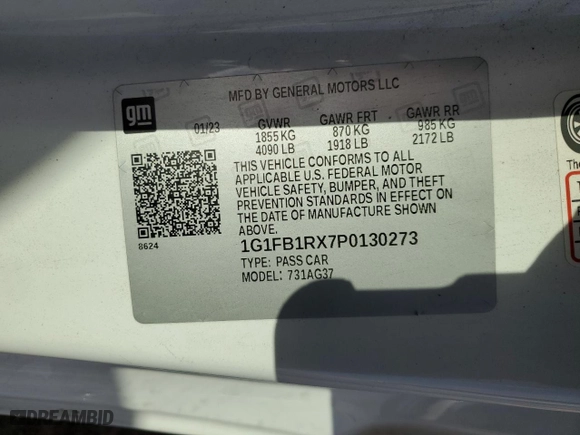 MFD BY GENERAL MOTORS LLC
gm
01/23
GVWR GAWR FRT GAWR RR
1855 KG 870 KG 985 KG
4090 LB 1918 LB 2172 LB
THIS VEHICLE CONFORMS TO ALL
APPLICABLE U.S. FEDERAL MOTOR
VEHICLE SAFETY, BUMPER, AND THEFT
PREVENTION STANDARDS IN EFFECT ON
THE DATE OF MANUFACTURE SHOWN
ABOVE.
8624
1G1FB1RX7P0130273
TYPE: PASS CAR
MODEL: 731AG37
The
DREAMBID